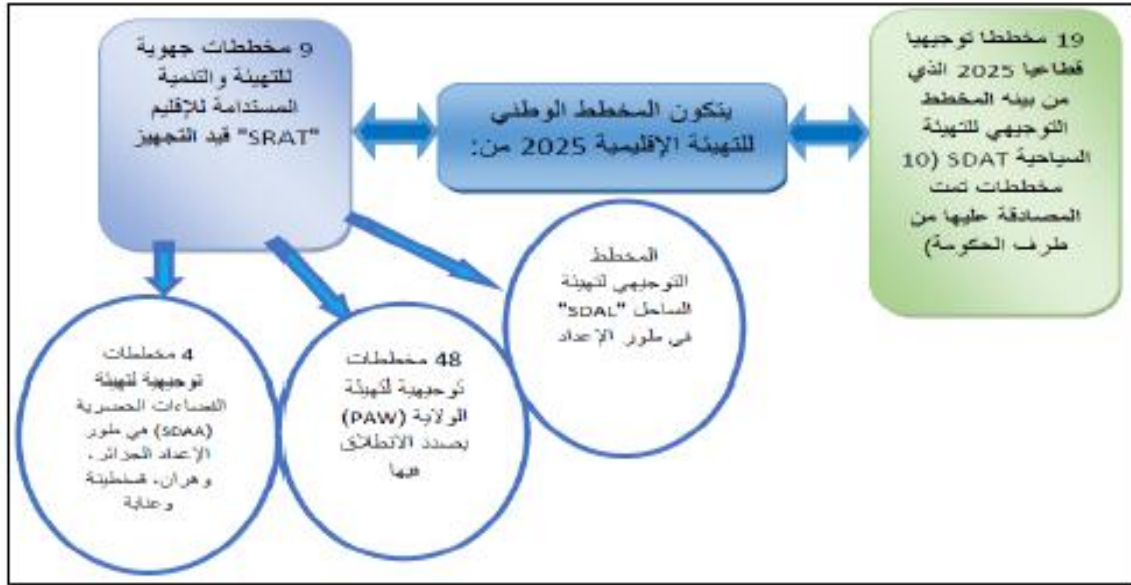 19 مخططا توجيهيا
قطاعيا 2025 الذي
من بينه المخطط
التوجيهي للتهيئة
السياحية SDAT (10
مخططات تمت
المصادقة عليها من
طرف الحكومة)
يتكون المخطط الوطني
للتهيئة الإقليمية 2025 من:
9 مخططات جهوية
للتهيئة والتنمية
المستدامة للإقليم
"SRAT" قيد التجهيز
المخطط
التوجيهي لتهيئة
الساحل "SDAL"
في طور الإعداد
48 مخططات
توجيهية لتهيئة
الولاية (PAW)
بصدد الانطلاق
فيها
4 مخططات
توجيهية لتهيئة
الفضاءات الحضرية
(SDAA) في طور
الإعداد الجزائر،
وهران، قسنطينة
وعنابة